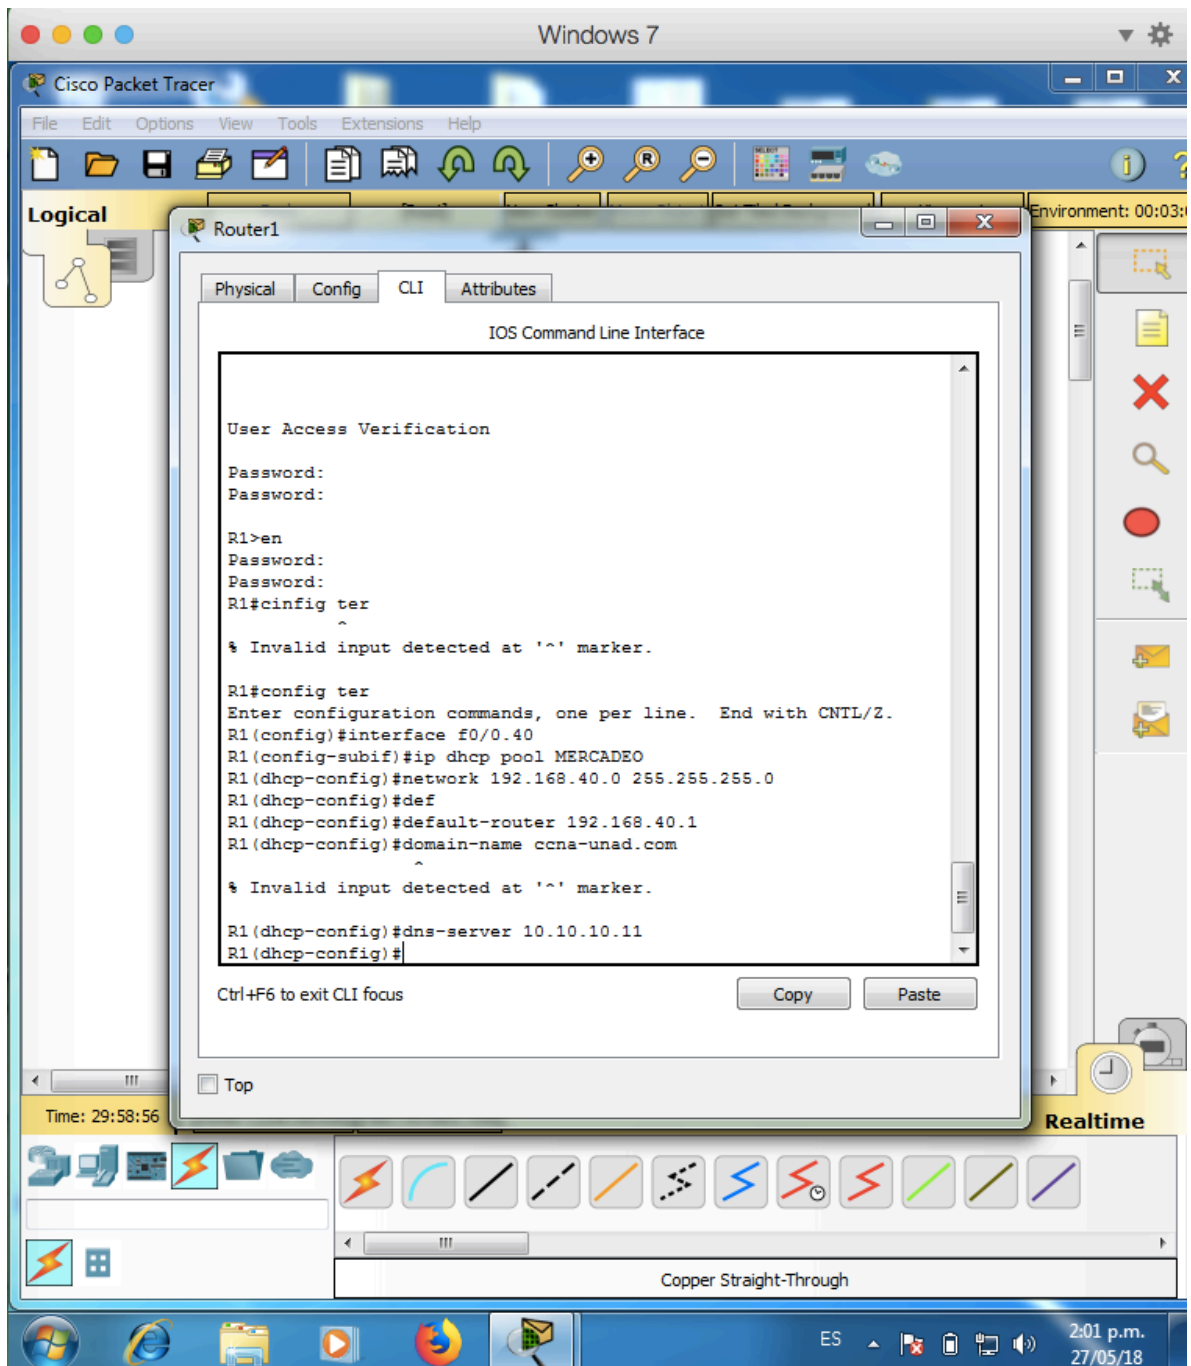 Windows 7
Cisco Packet Tracer
File Edit Options View Tools Extensions Help
Logical
Environment: 00:03:
Router1
Physical Config CLI Attributes
IOS Command Line Interface
User Access Verification
Password:
Password:
R1>en
Password:
Password:
R1#cinfig ter
^
% Invalid input detected at '^' marker.
R1#config ter
Enter configuration commands, one per line. End with CNTL/Z.
R1(config)#interface f0/0.40
R1(config-subif)#ip dhcp pool MERCADEO
R1(dhcp-config)#network 192.168.40.0 255.255.255.0
R1(dhcp-config)#def
R1(dhcp-config)#default-router 192.168.40.1
R1(dhcp-config)#domain-name ccna-unad.com
^
% Invalid input detected at '^' marker.
R1(dhcp-config)#dns-server 10.10.10.11
R1(dhcp-config)#
Ctrl+F6 to exit CLI focus
Copy Paste
Top
Time: 29:58:56
Realtime
Copper Straight-Through
ES
2:01 p.m.
27/05/18